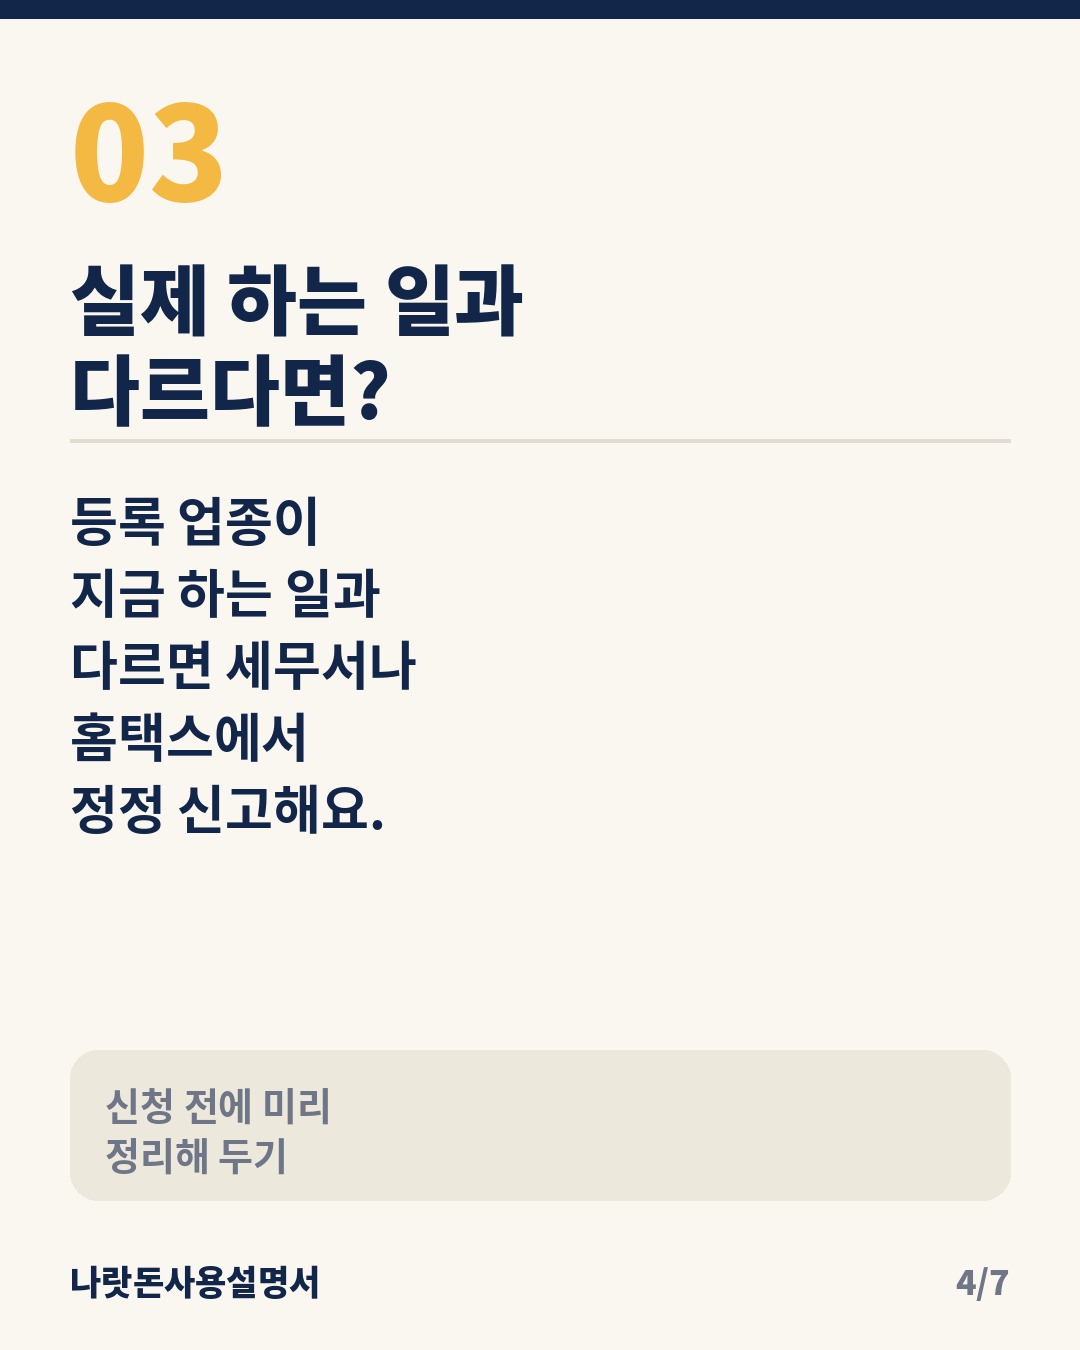 03
실제 하는 일과
다르다면?
등록 업종이
지금 하는 일과
다르면 세무서나
홈택스에서
정정 신고해요.
신청 전에 미리
정리해 두기
나랏돈사용설명서
4/7